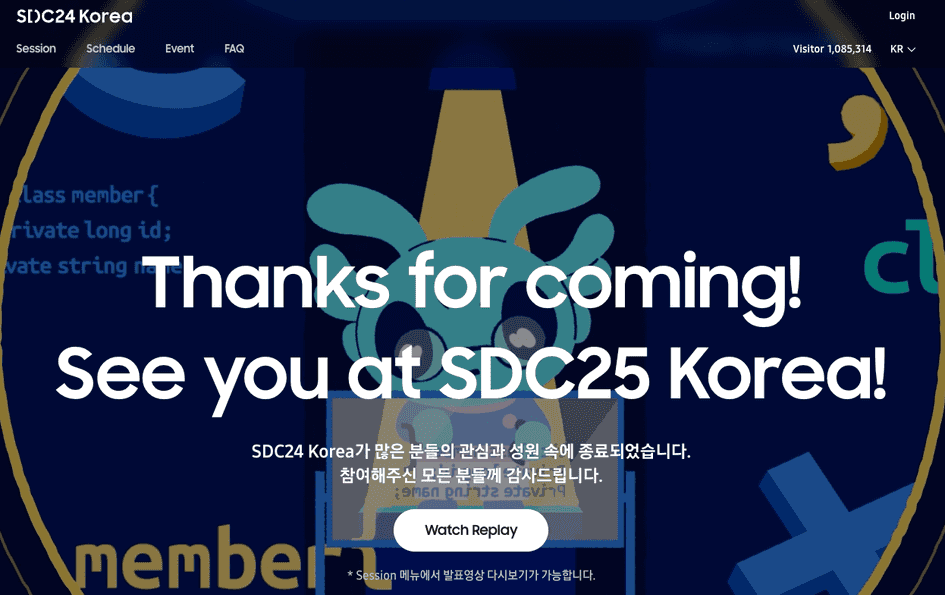 SDC24 Korea
Login
Session Schedule Event FAQ
Visitor 1,085,314 KR
class member {
private long id;
vate string name
Thanks for coming!
See you at SDC25 Korea!
SDC24 Korea가 많은 분들의 관심과 성원 속에 종료되었습니다.
참여해주신 모든 분들께 감사드립니다.
Private string name;
Watch Replay
member {
* Session 메뉴에서 발표영상 다시보기가 가능합니다.
;
cl